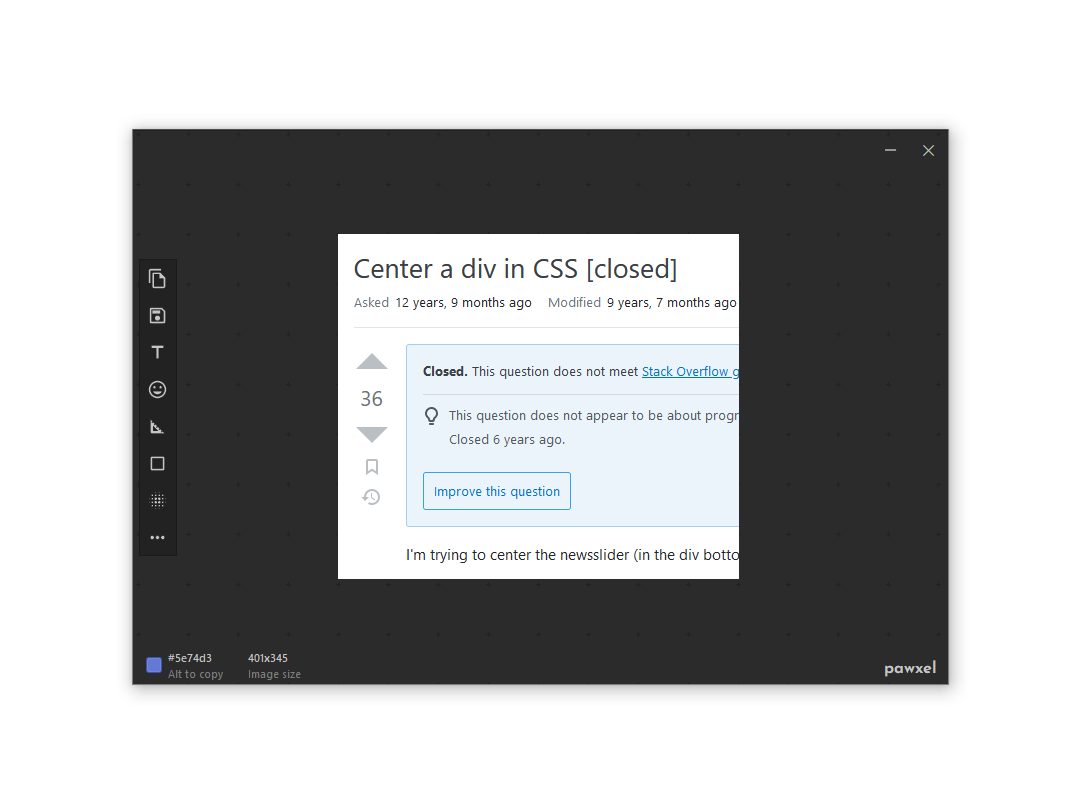 Center a div in CSS [closed]
Asked 12 years, 9 months ago Modified 9 years, 7 months ago
Closed. This question does not meet Stack Overflow g
36
This question does not appear to be about progr
Closed 6 years ago.
Improve this question
I'm trying to center the newsslider (in the div botto
T
#5e74d3 401x345
Alt to copy Image size
pawxel